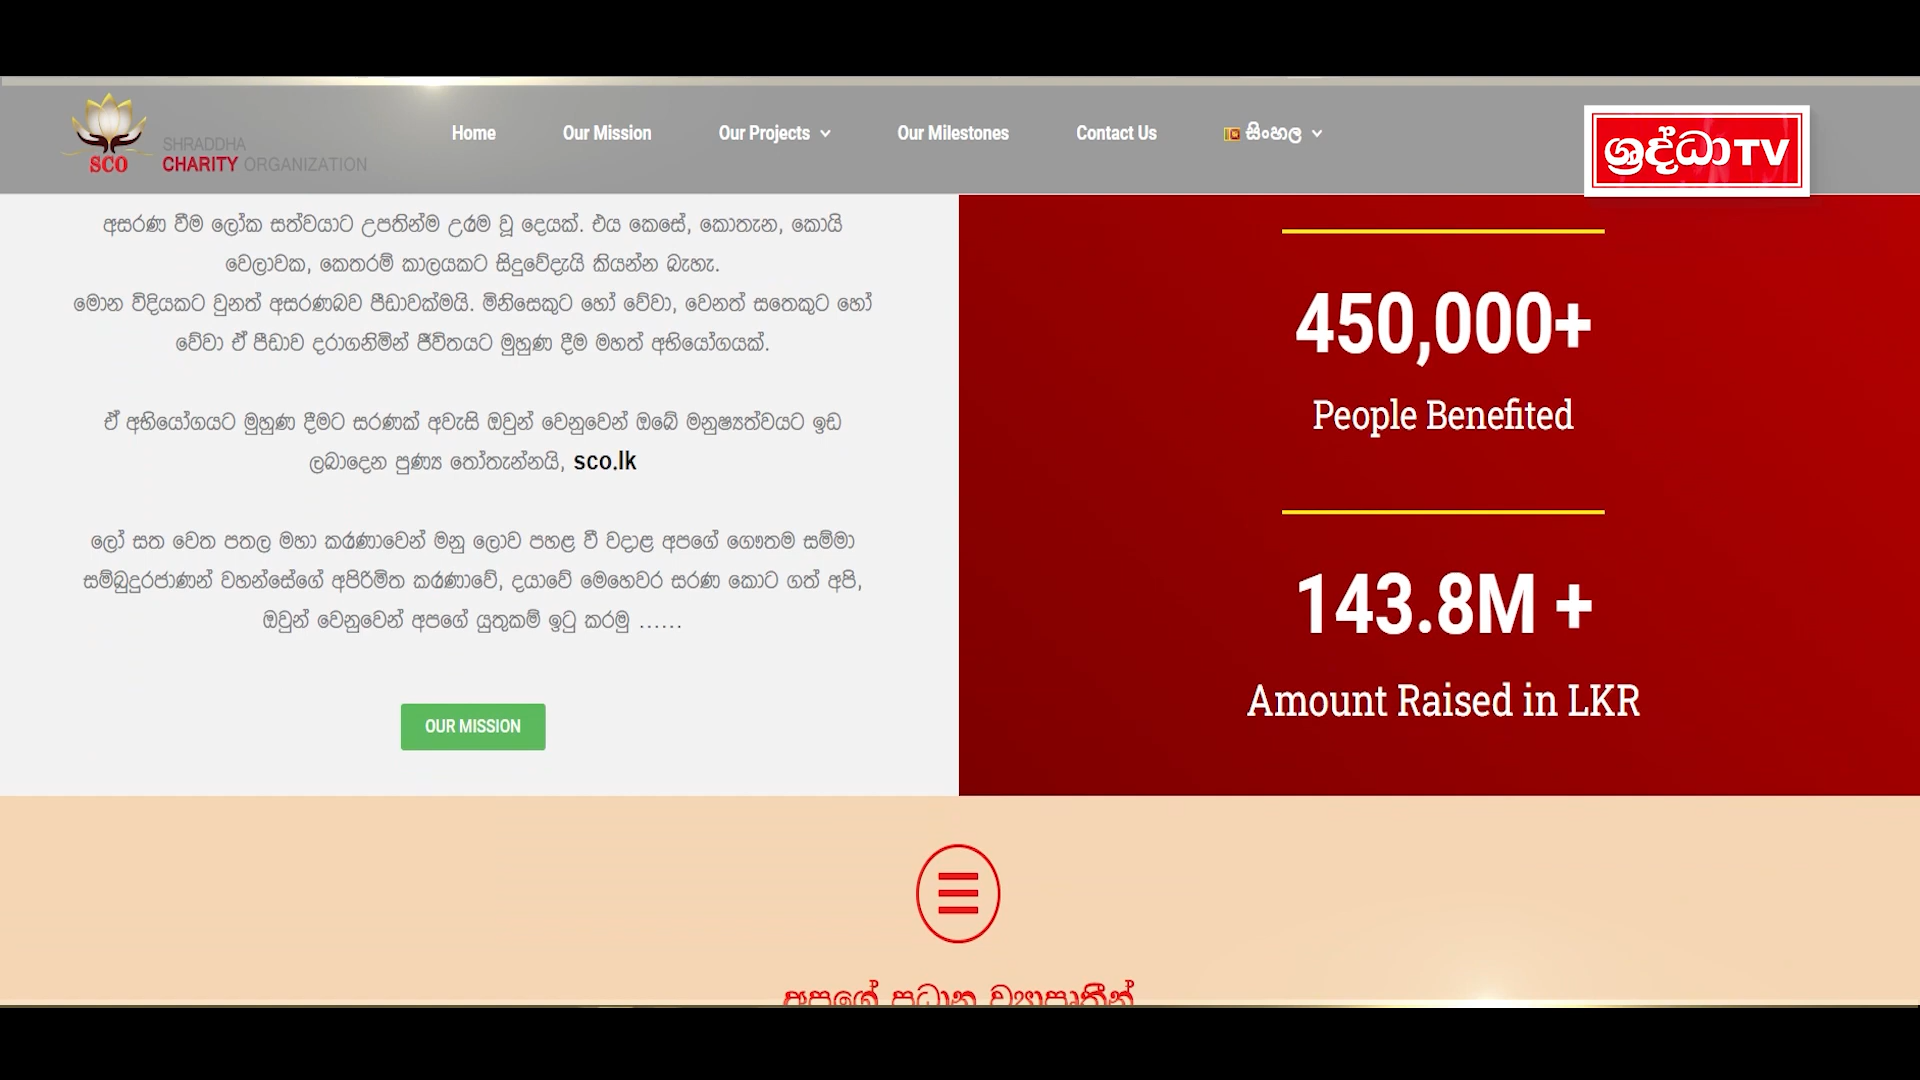 SCO
SHRADDHA
CHARITY ORGANIZATION
Home
Our Mission
Our Projects
Our Milestones
Contact Us
සිංහල
ශ්‍රද්ධා TV
අසරණ වීම ලෝක සත්වයාට උපතින්ම උරුම වූ දෙයක්. එය කෙසේ, කොතැන, කොයි
වෙලාවක, කෙතරම් කාලයකට සිදුවේදැයි කියන්න බැහැ.
මොන විදියකට වුනත් අසරණබව පීඩාවක්මයි. මිනිසෙකුට හෝ වේවා, වෙනත් සතෙකුට හෝ
වේවා ඒ පීඩාව දරාගනිමින් ජීවිතයට මුහුණ දීම මහත් අභියෝගයක්.
ඒ අභියෝගයට මුහුණ දීමට සරණක් අවැසි ඔවුන් වෙනුවෙන් ඔබේ මනුෂ්‍යත්වයට ඉඩ
ලබාදෙන පුණ්‍ය තෝතැන්නයි, sco.lk
ලෝ සත වෙත පතල මහා කරුණාවෙන් මනු ලොව පහළ වී වදාළ අපගේ ගෞතම සම්මා
සම්බුදුරජාණන් වහන්සේගේ අපිරිමිත කරුණාවේ, දයාවේ මෙහෙවර සරණ කොට ගත් අපි,
ඔවුන් වෙනුවෙන් අපගේ යුතුකම් ඉටු කරමු ……
OUR MISSION
450,000+
People Benefited
143.8M +
Amount Raised in LKR
අපගේ ප්‍රධාන ව්‍යාපෘතීන්